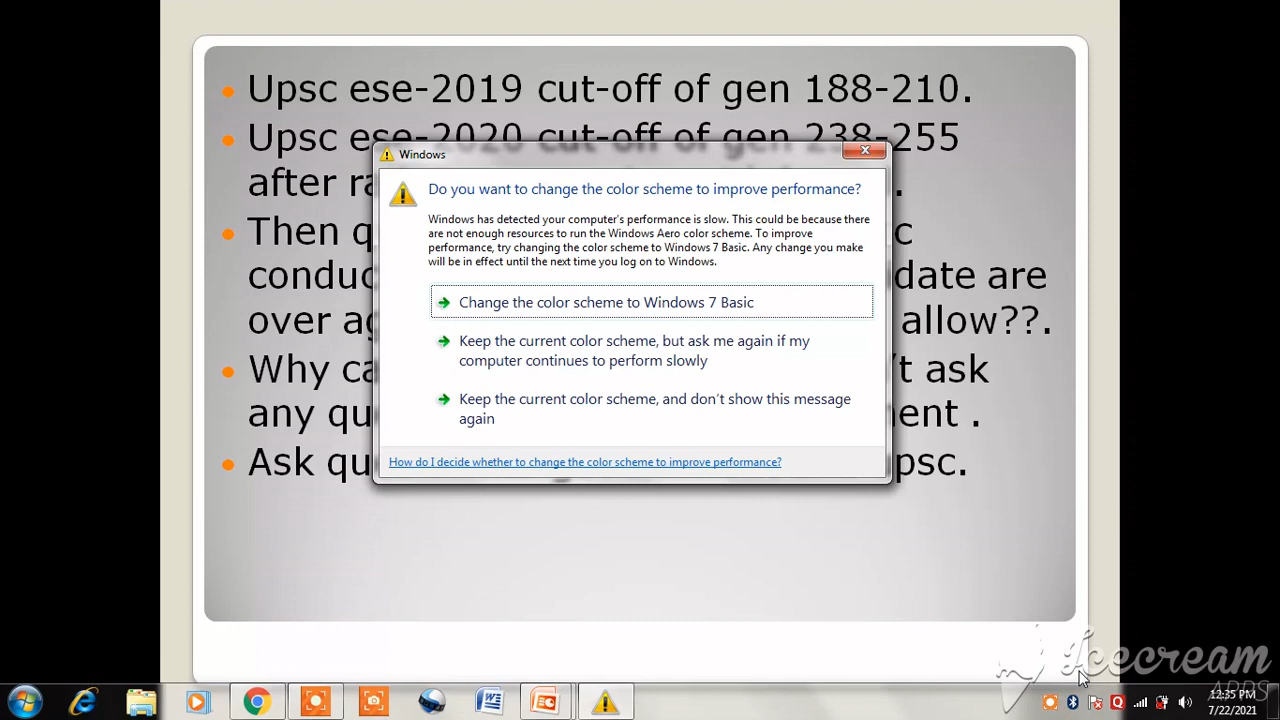 Upsc ese-2019 cut-off of gen 188-210.
Upsc ese-2020 cut-off of gen 238-255
after
Then
conduc date are
over allow??.
Why ask
any
Ask upsc.
Windows
Do you want to change the color scheme to improve performance?
Windows has detected your computer's performance is slow. This could be because there
are not enough resources to run the Windows Aero color scheme. To improve
performance, try changing the color scheme to Windows 7 Basic. Any change you make
will be in effect until the next time you log on to Windows.
Change the color scheme to Windows 7 Basic
Keep the current color scheme, but ask me again if my
computer continues to perform slowly
Keep the current color scheme, and don't show this message
again
How do I decide whether to change the color scheme to improve performance?
Icecream
APPS
12:35 PM
7/22/2021